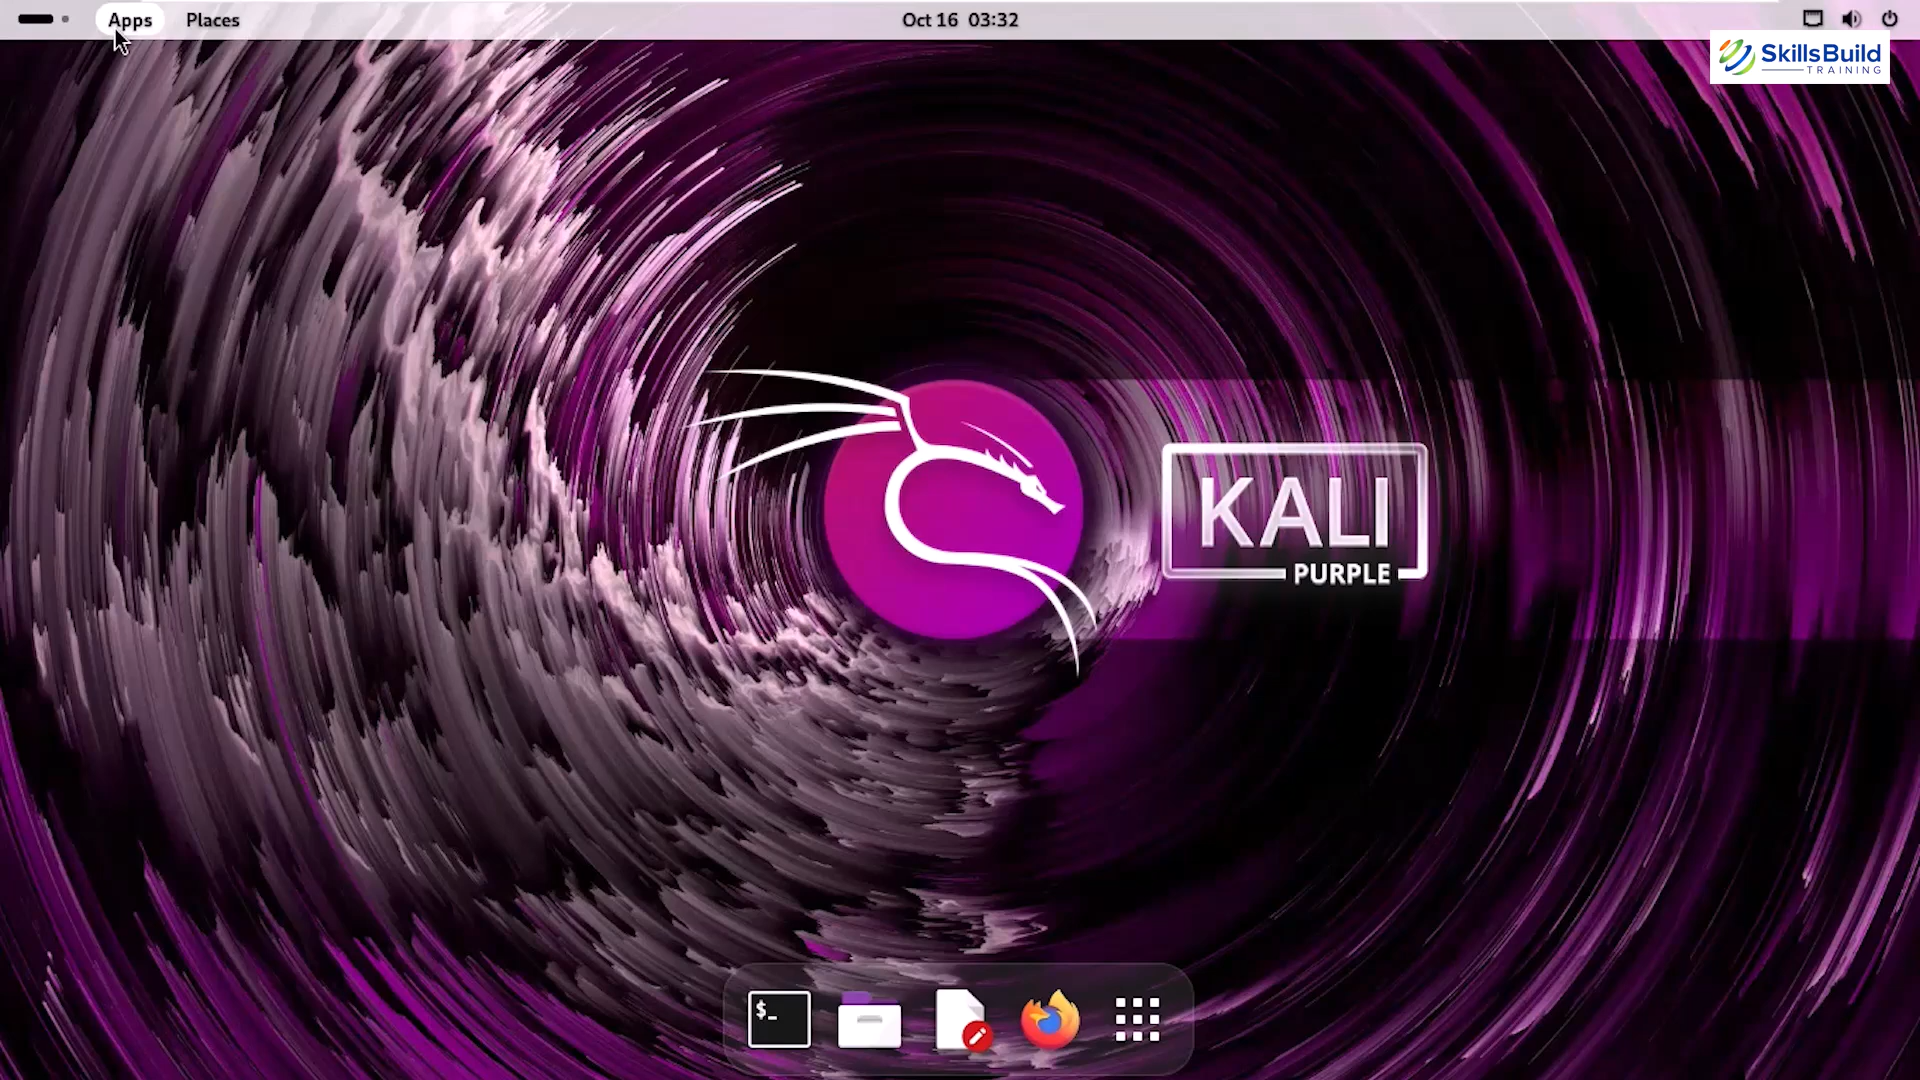 Apps Places Oct 16 03:32
SkillsBuild
TRAINING
KALI
PURPLE
$_